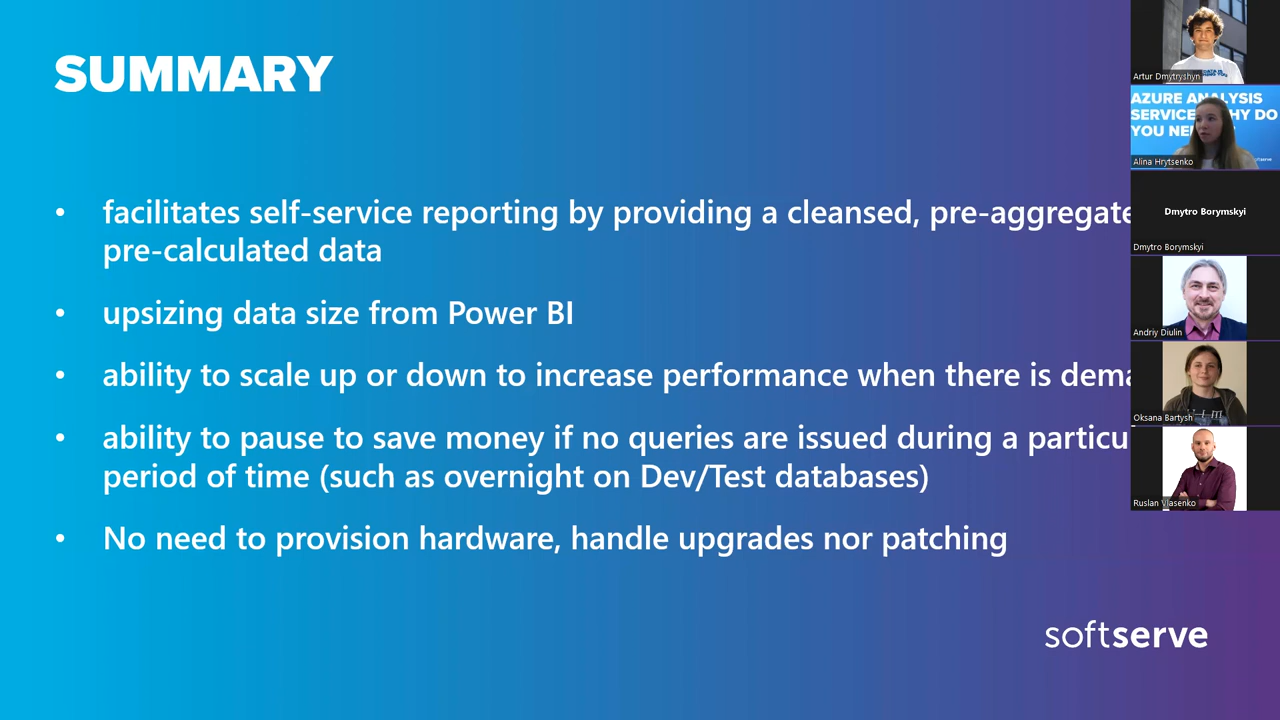 SUMMARY
• facilitates self-service reporting by providing a cleansed, pre-aggregate
pre-calculated data
• upsizing data size from Power BI
• ability to scale up or down to increase performance when there is dema
• ability to pause to save money if no queries are issued during a particu
period of time (such as overnight on Dev/Test databases)
• No need to provision hardware, handle upgrades nor patching
softserve
Artur Dmytryshyn
AZURE ANALYSIS
SERVICE HY DO
YOU NE
Alina Hrytsenko
Dmytro Borymskyi
Dmytro Borymskyi
Andriy Diulin
Oksana Bartysh
Ruslan Vlasenko